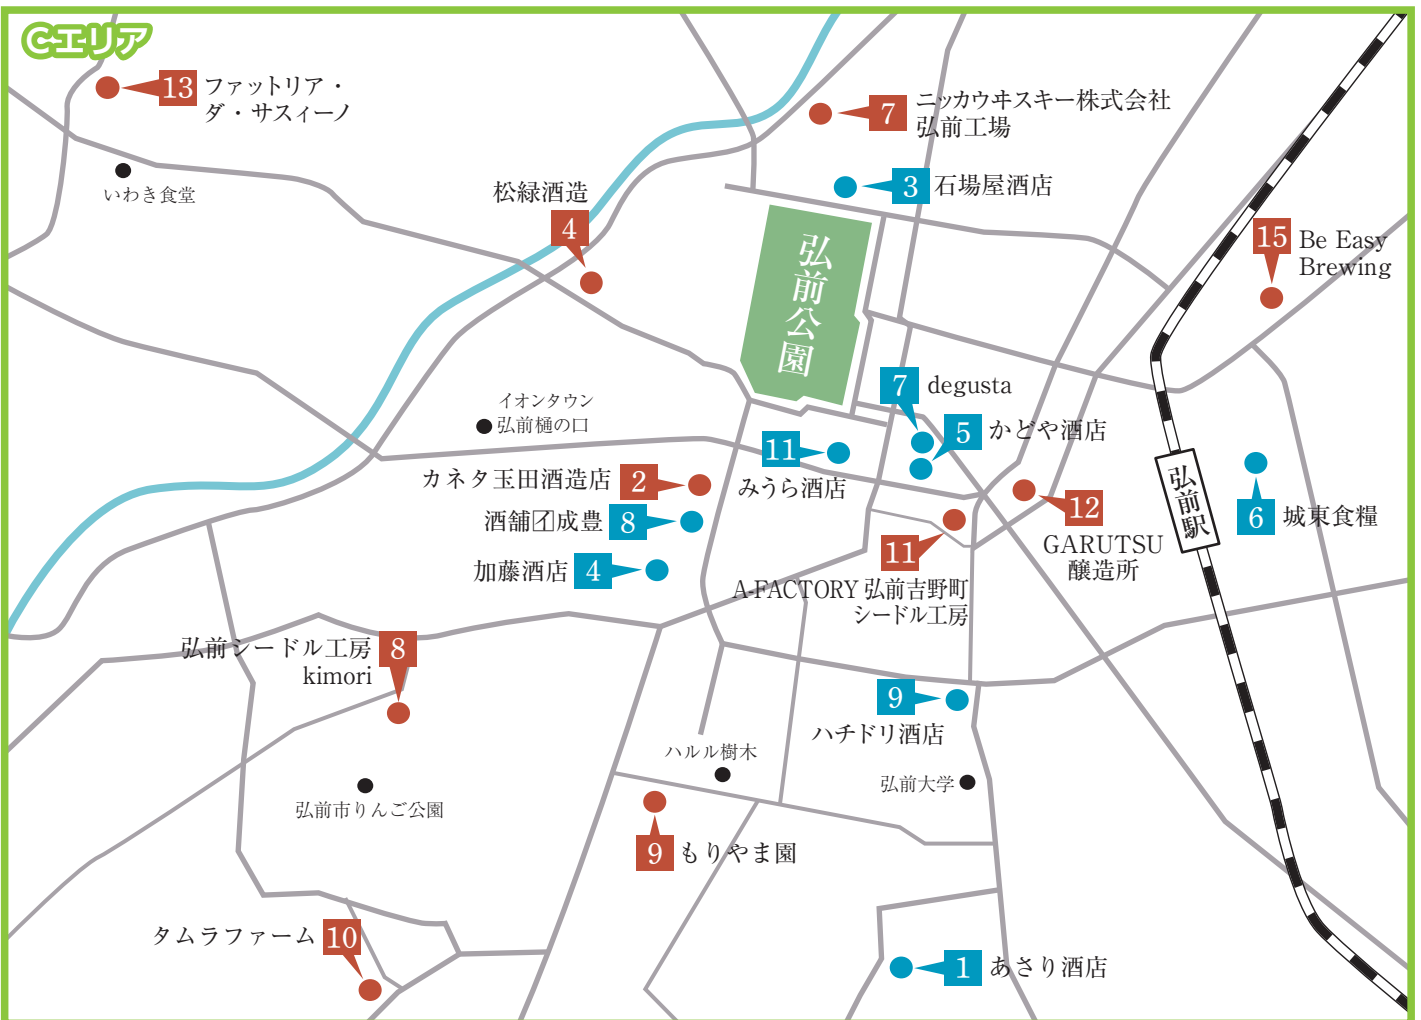 Cエリア
13
ファットリア・
ダ・サスィーノ
いわき食堂
7
ニッカウヰスキー株式会社
弘前工場
3
石場屋酒店
松緑酒造
4
弘前公園
15
Be Easy
Brewing
7
degusta
5
かどや酒店
イオンタウン
弘前樋の口
11
みうら酒店
カネタ玉田酒造店
2
弘前駅
12
GARUTSU
醸造所
6
城東食糧
8
加藤酒店
4
11
A-FACTORY 弘前吉野町
シードル工房
弘前シードル工房
kimori
8
9
ハチドリ酒店
ハルル樹木
弘前大学
弘前市りんご公園
9
もりやま園
タムラファーム
10
1
あさり酒店